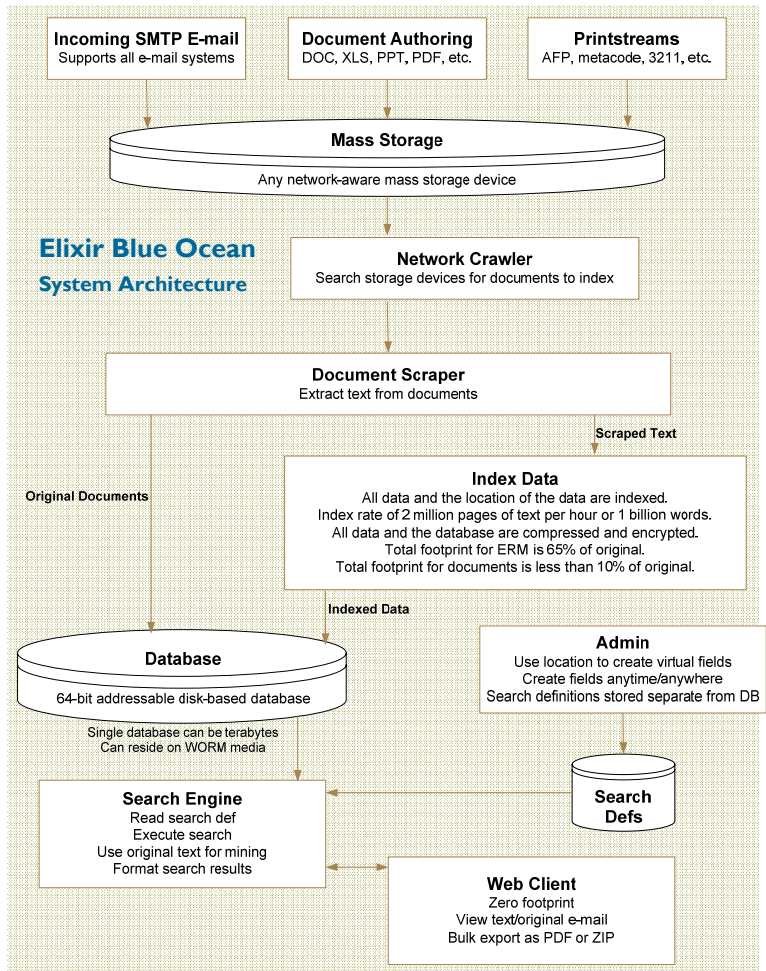 Incoming SMTP E-mail
Supports all e-mail systems
Document Authoring
DOC, XLS, PPT, PDF, etc.
Printstreams
AFP, metacode, 3211, etc.
Mass Storage
Any network-aware mass storage device
Elixir Blue Ocean
System Architecture
Network Crawler
Search storage devices for documents to index
Document Scraper
Extract text from documents
Scraped Text
Original Documents
Index Data
All data and the location of the data are indexed.
Index rate of 2 million pages of text per hour or 1 billion words.
All data and the database are compressed and encrypted.
Total footprint for ERM is 65% of original.
Total footprint for documents is less than 10% of original.
Indexed Data
Database
64-bit addressable disk-based database
Single database can be terabytes
Can reside on WORM media
Admin
Use location to create virtual fields
Create fields anytime/anywhere
Search definitions stored separate from DB
Search
Defs
Search Engine
Read search def
Execute search
Use original text for mining
Format search results
Web Client
Zero footprint
View text/original e-mail
Bulk export as PDF or ZIP